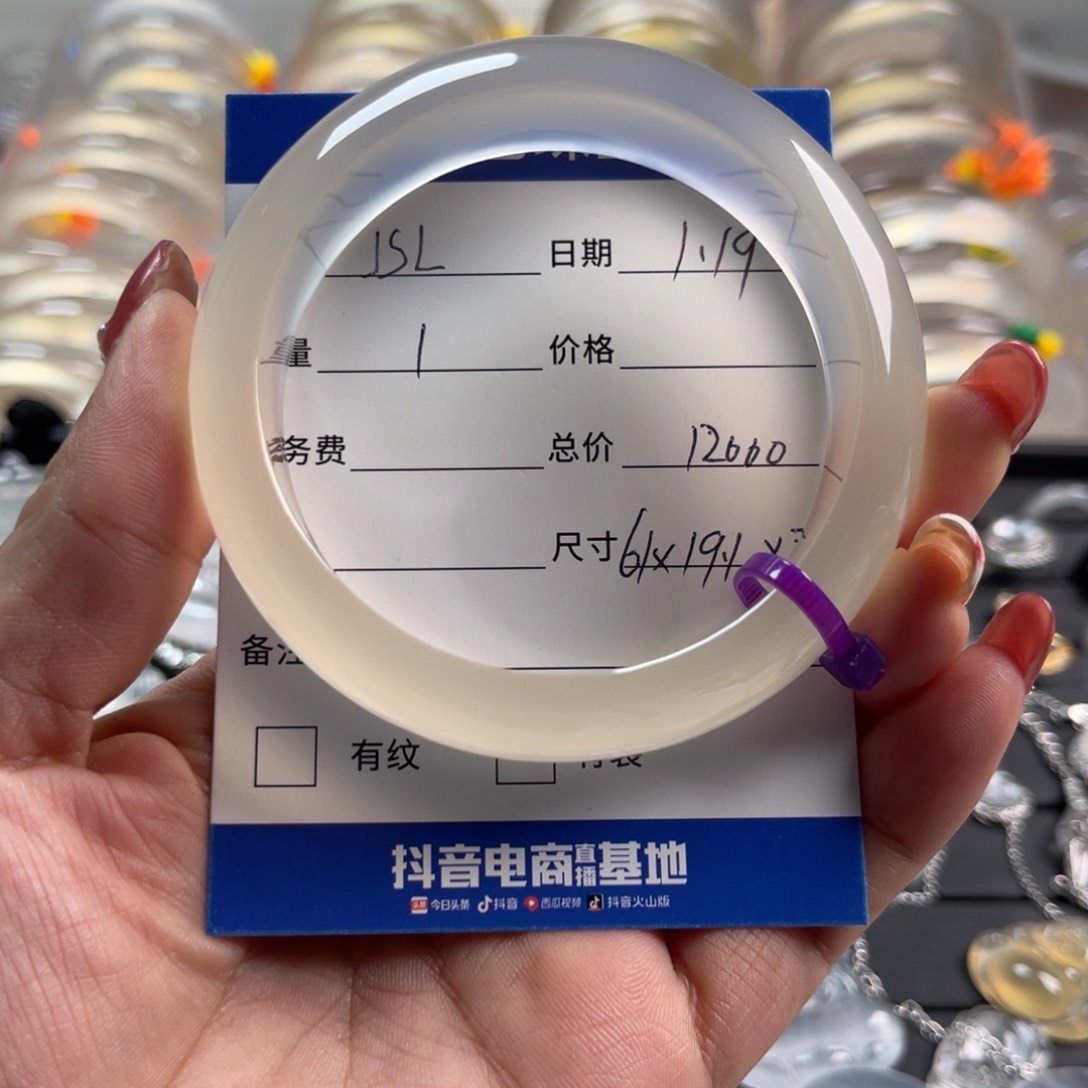 JSL 日期 1.19
量 1 价格
务费 总价 12000
尺寸 61x19.1 x
备注
有纹
抖音电商直播基地
今日头条 抖音 西瓜视频 抖音火山版